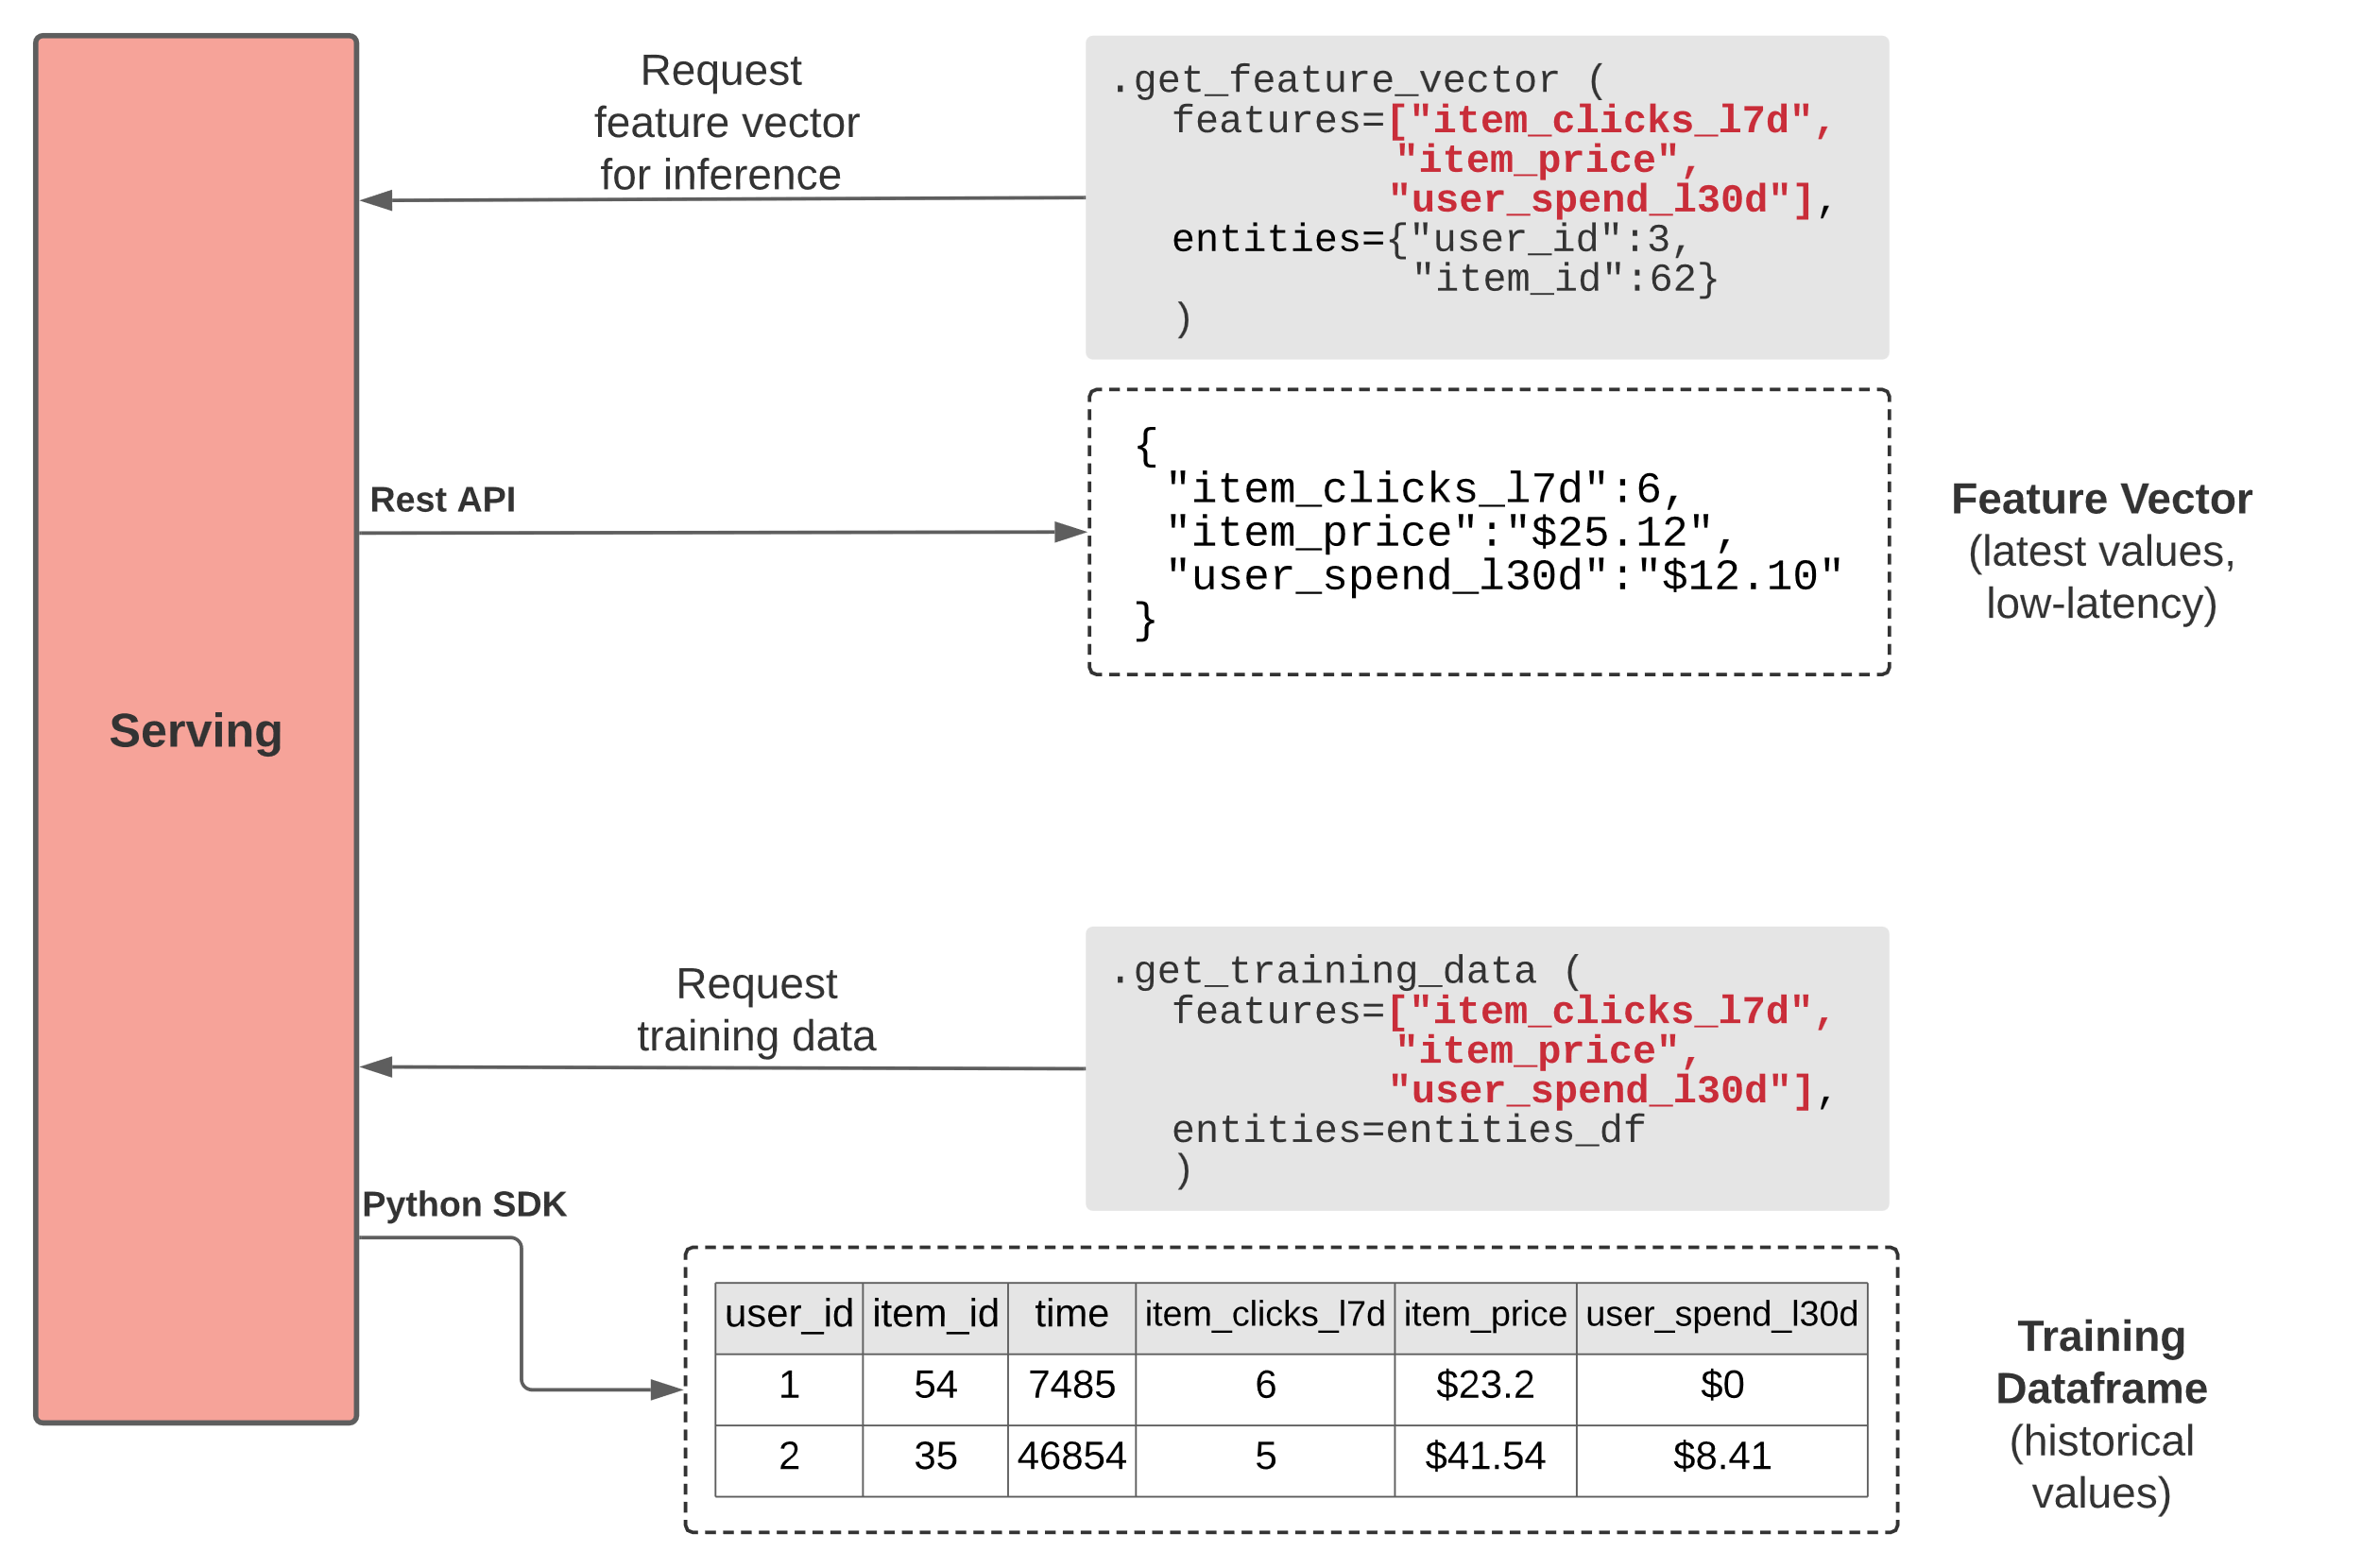 Request
feature vector
for inference
.get_feature_vector (
features=["item_clicks_l7d",
"item_price",
"user_spend_l30d"],
entities={"user_id":3,
"item_id":62}
)
Rest API
{
"item_clicks_l7d":6,
"item_price":"$25.12",
"user_spend_l30d":"$12.10"
}
Feature Vector
(latest values,
low-latency)
Serving
Request
training data
.get_training_data (
features=["item_clicks_l7d",
"item_price",
"user_spend_l30d"],
entities=entities_df
)
Python SDK
user_id item_id time item_clicks_l7d item_price user_spend_l30d
1 54 7485 6 $23.2 $0
2 35 46854 5 $41.54 $8.41
Training
Dataframe
(historical
values)